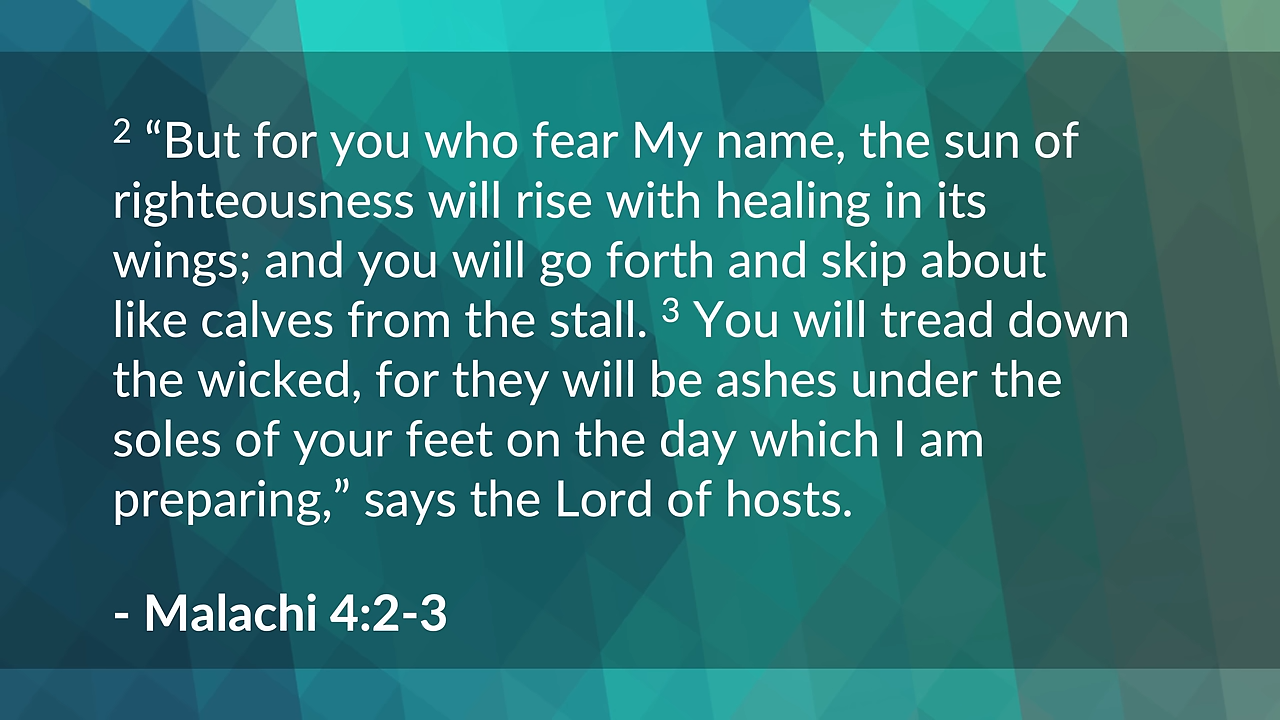 2 “But for you who fear My name, the sun of
righteousness will rise with healing in its
wings; and you will go forth and skip about
like calves from the stall. 3 You will tread down
the wicked, for they will be ashes under the
soles of your feet on the day which I am
preparing,” says the Lord of hosts.
- Malachi 4:2-3